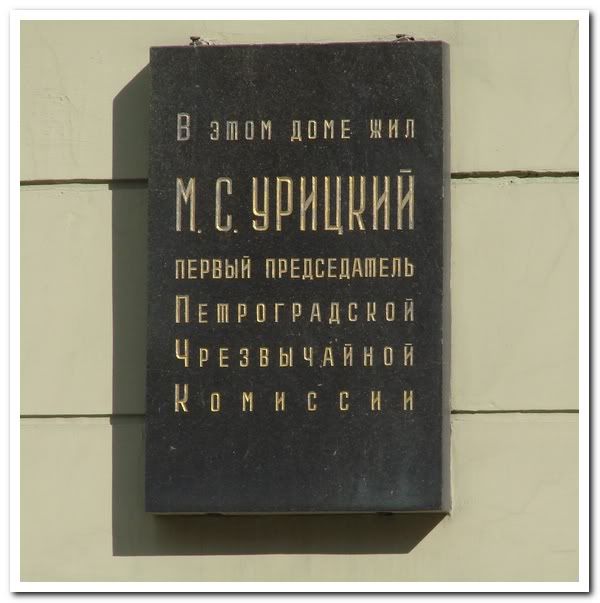 В этом доме жил
М. С. УРИЦКИЙ
первый председатель
Петроградской
Чрезвычайной
Комиссии